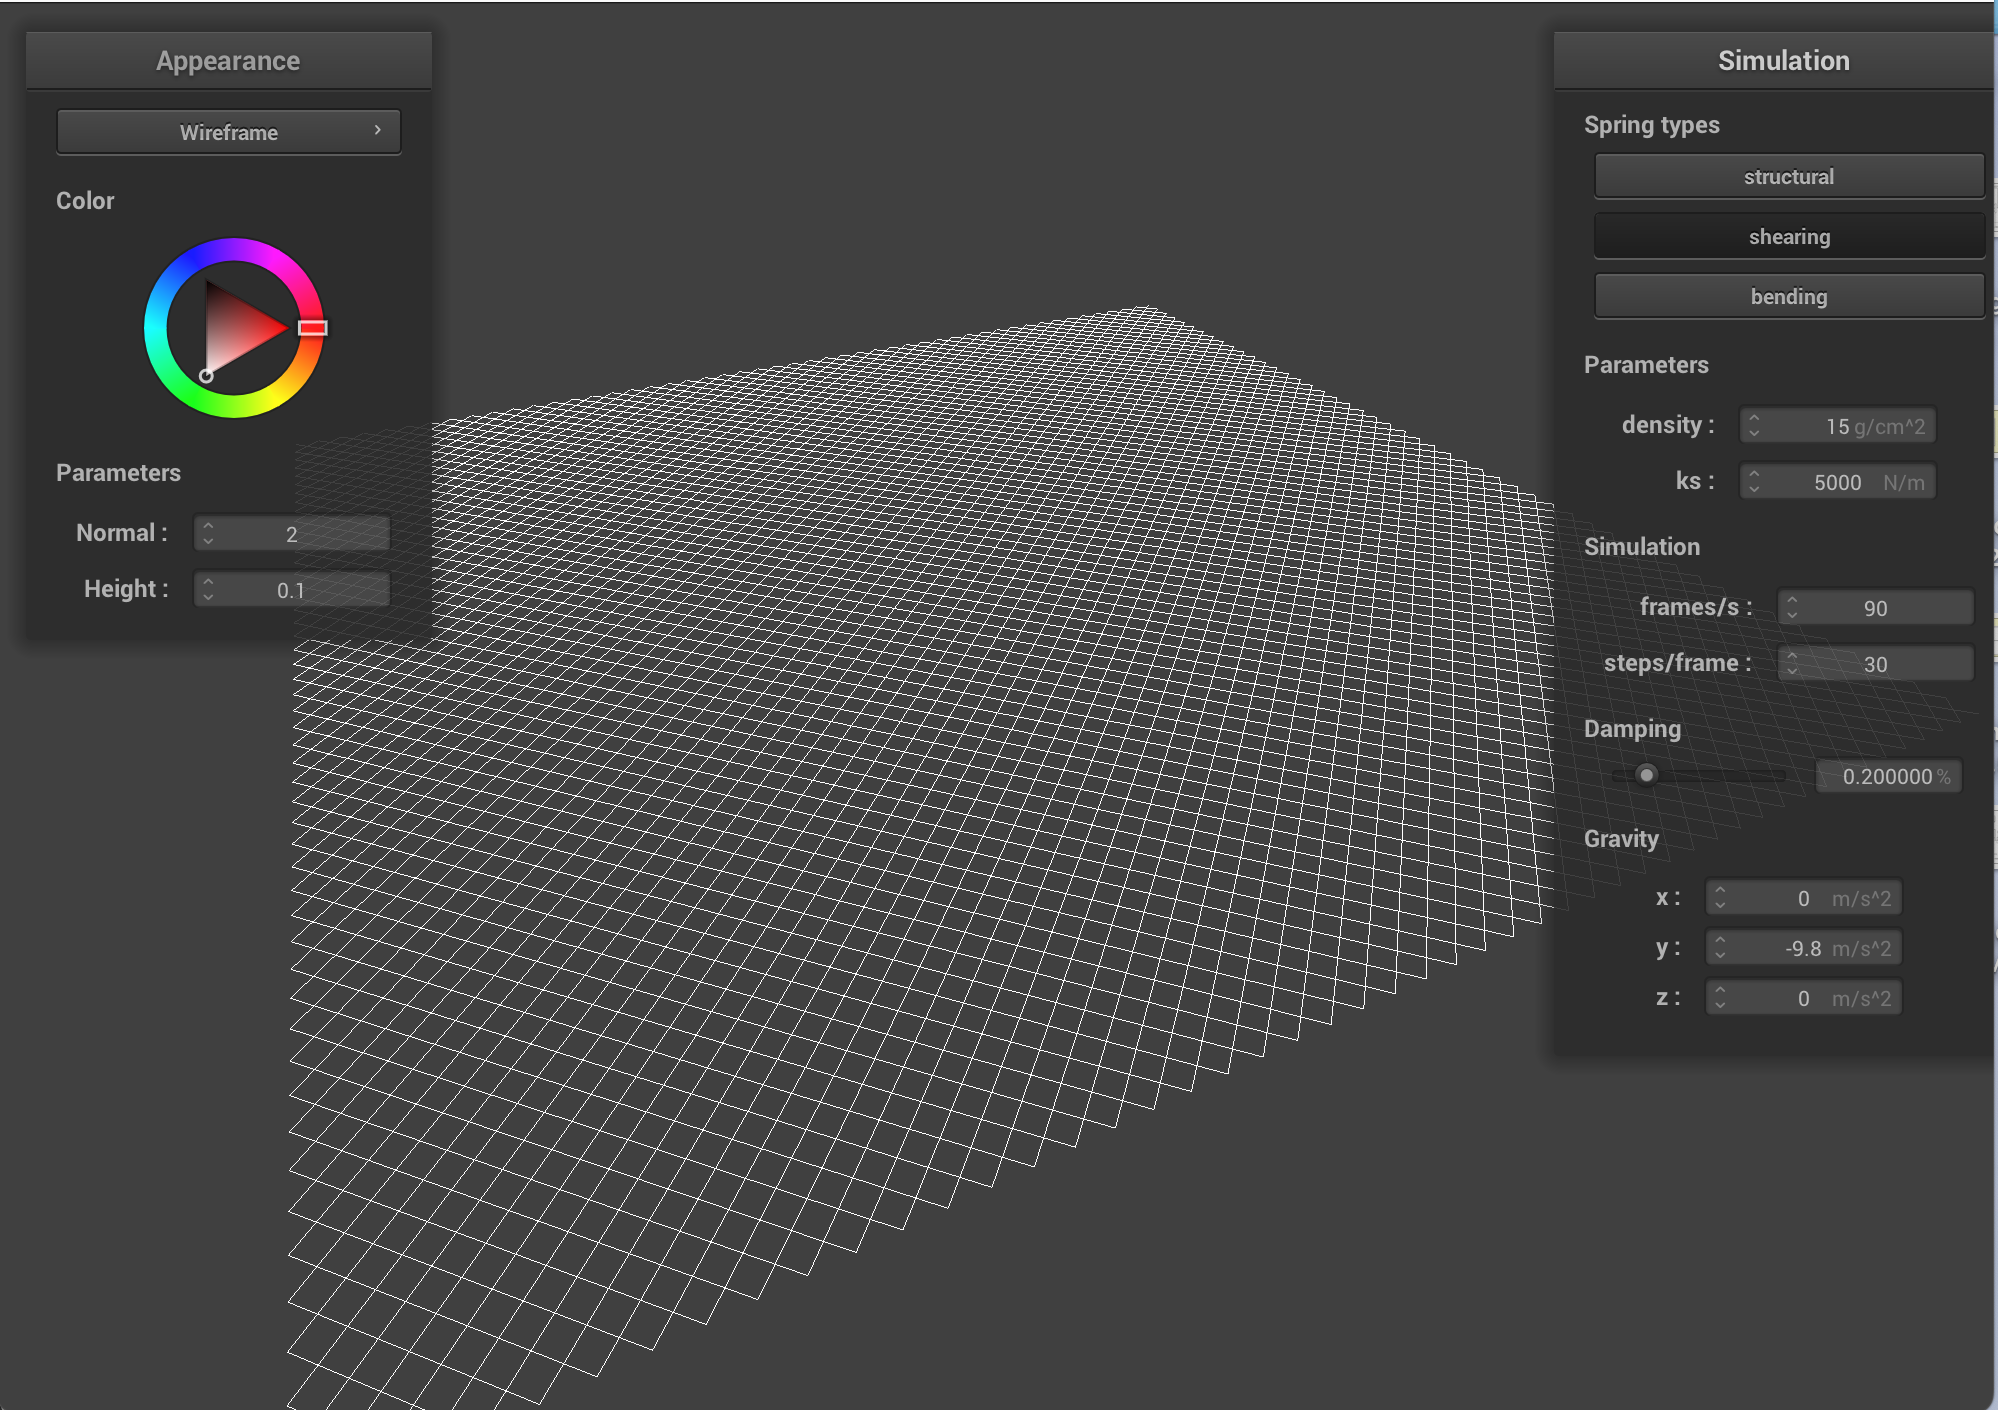 Appearance
Wireframe
Color
Parameters
Normal : 2
Height : 0.1
Simulation
Spring types
structural
shearing
bending
Parameters
density : 15 g/cm^2
ks : 5000 N/m
Simulation
frames/s : 90
steps/frame : 30
Damping
0.200000 %
Gravity
x : 0 m/s^2
y : -9.8 m/s^2
z : 0 m/s^2